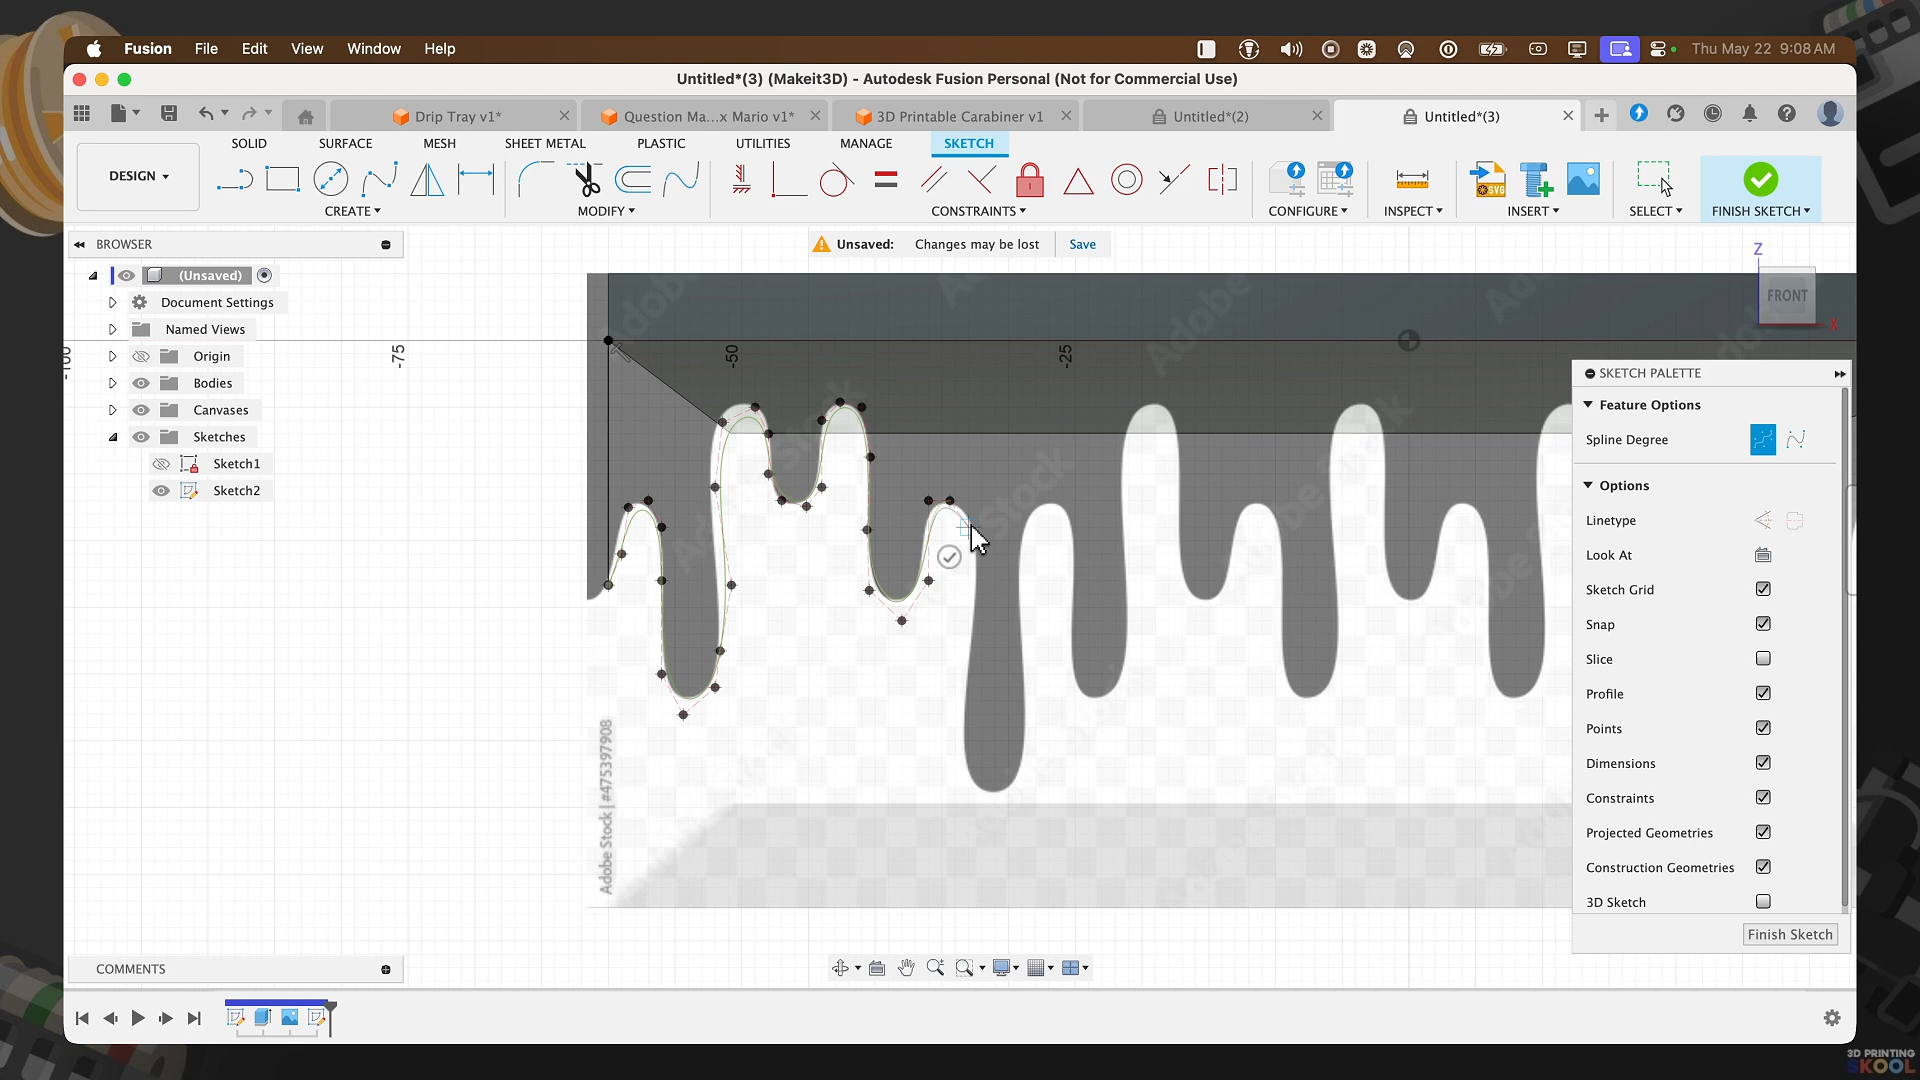 Fusion File Edit View Window Help
Thu May 22 9:08 AM
Untitled*(3) (Makeit3D) - Autodesk Fusion Personal (Not for Commercial Use)
Drip Tray v1*
Question Ma...x Mario v1*
3D Printable Carabiner v1
Untitled*(2)
Untitled*(3)
SOLID SURFACE MESH SHEET METAL PLASTIC UTILITIES MANAGE SKETCH
DESIGN
CREATE MODIFY CONSTRAINTS CONFIGURE INSPECT INSERT SELECT FINISH SKETCH
SVG
BROWSER
Unsaved: Changes may be lost Save
(Unsaved)
Document Settings
Named Views
Origin
Bodies
Canvases
Sketches
Sketch1
Sketch2
-100
-75
-50
-25
Z
FRONT
X
Adobe Stock | #475397908
SKETCH PALETTE
Feature Options
Spline Degree
Options
Linetype
Look At
Sketch Grid
Snap
Slice
Profile
Points
Dimensions
Constraints
Projected Geometries
Construction Geometries
3D Sketch
Finish Sketch
COMMENTS
3D PRINTING
SKOOL